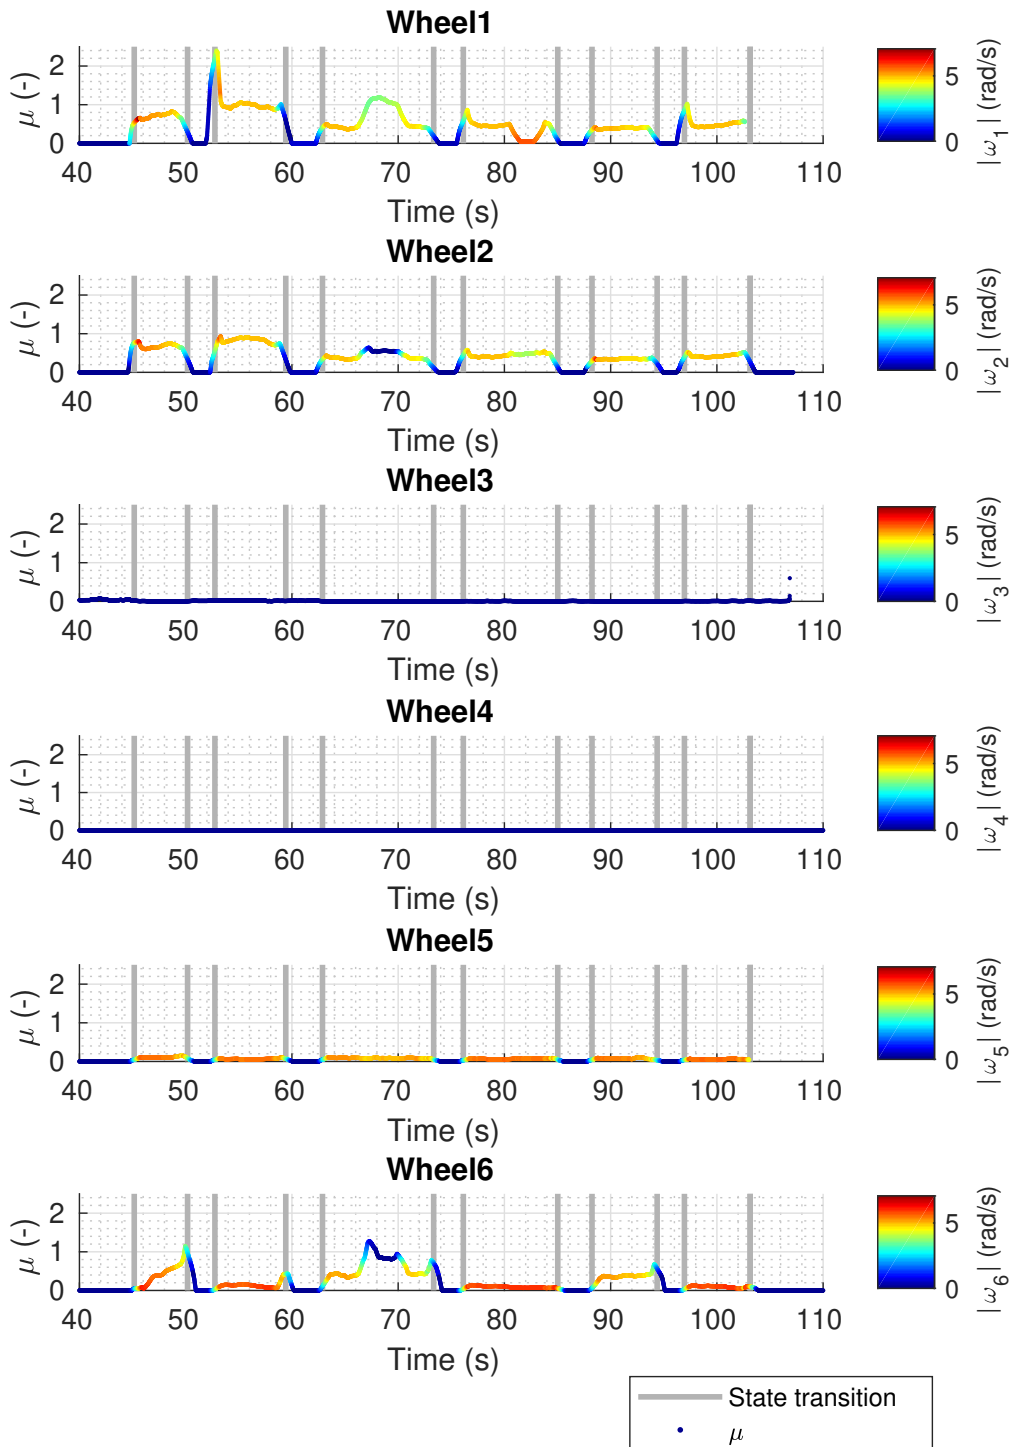 Wheel1
μ (-)
2
1
0
40 50 60 70 80 90 100 110
Time (s)
5
0
|ω1| (rad/s)
Wheel2
μ (-)
2
1
0
40 50 60 70 80 90 100 110
Time (s)
5
0
|ω2| (rad/s)
Wheel3
μ (-)
2
1
0
40 50 60 70 80 90 100 110
Time (s)
5
0
|ω3| (rad/s)
Wheel4
μ (-)
2
1
0
40 50 60 70 80 90 100 110
Time (s)
5
0
|ω4| (rad/s)
Wheel5
μ (-)
2
1
0
40 50 60 70 80 90 100 110
Time (s)
5
0
|ω5| (rad/s)
Wheel6
μ (-)
2
1
0
40 50 60 70 80 90 100 110
Time (s)
5
0
|ω6| (rad/s)
State transition
μ